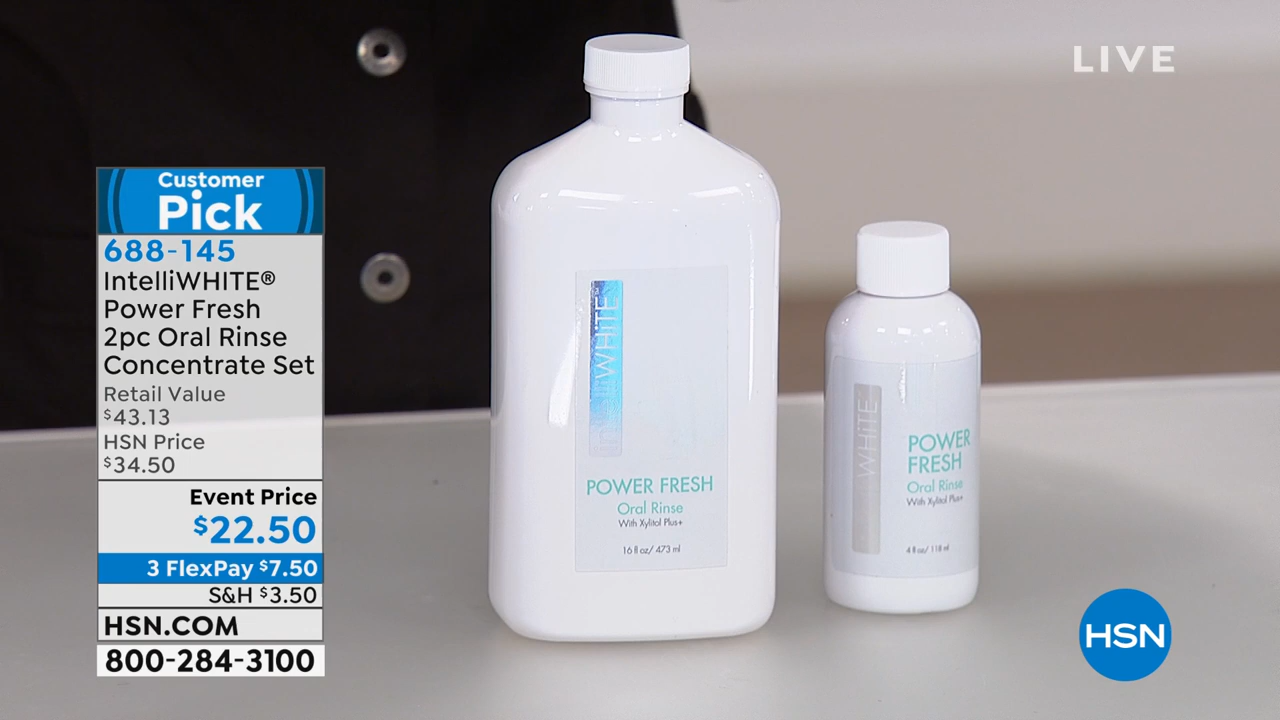 LIVE
Customer
Pick
688-145
IntelliWHITE®
Power Fresh
2pc Oral Rinse
Concentrate Set
Retail Value
$43.13
HSN Price
$34.50
Event Price
$22.50
3 FlexPay $7.50
S&H $3.50
HSN.COM
800-284-3100
intelliWHiTE™
POWER FRESH
Oral Rinse
With Xylitol Plus+
16 fl oz/ 473 ml
WHiTE
POWER
FRESH
Oral Rinse
With Xylitol Plus+
4 fl oz/ 118 ml
HSN